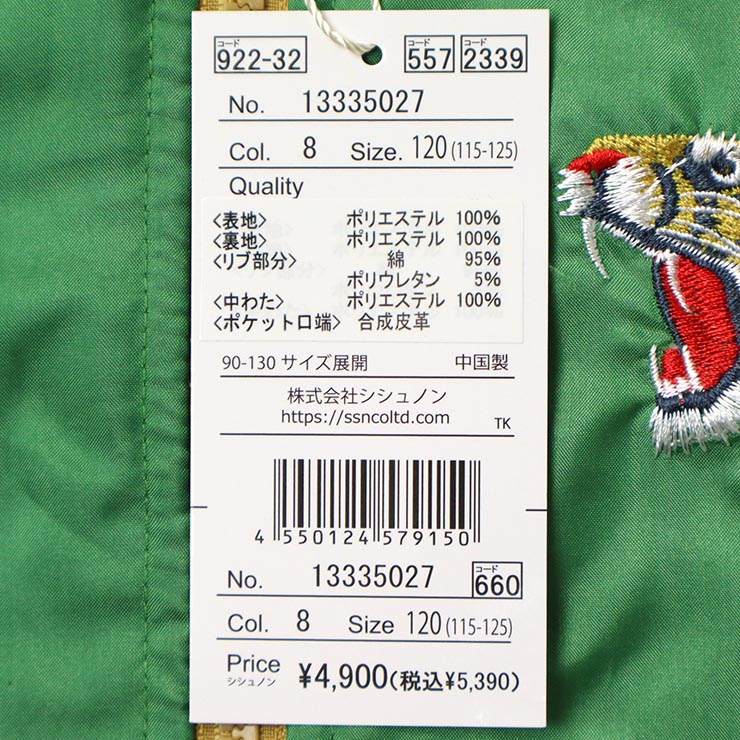 コード 922-32 コード 557 コード 2339
No. 13335027
Col. 8 Size. 120 (115-125)
Quality
<表地> ポリエステル 100%
<裏地> ポリエステル 100%
<リブ部分> 綿 95%
ポリウレタン 5%
<中わた> ポリエステル 100%
<ポケット口端> 合成皮革
90-130 サイズ展開 中国製
株式会社シシュノン
https://ssncoltd.com
TK
4 550124 579150
No. 13335027 コード 660
Col. 8 Size 120 (115-125)
Price ¥4,900(税込¥5,390)
シシュノン